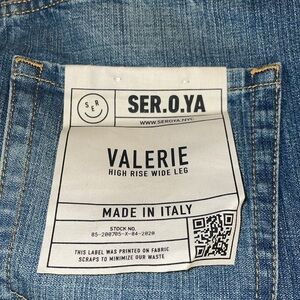 SER
SER.O.YA
WWW.SEROYA.NYC
VALERIE
HIGH RISE WIDE LEG
MADE IN ITALY
STOCK NO.
05-200705-X-04-2020
THIS LABEL WAS PRINTED ON FABRIC
SCRAPS TO MINIMIZE OUR WASTE